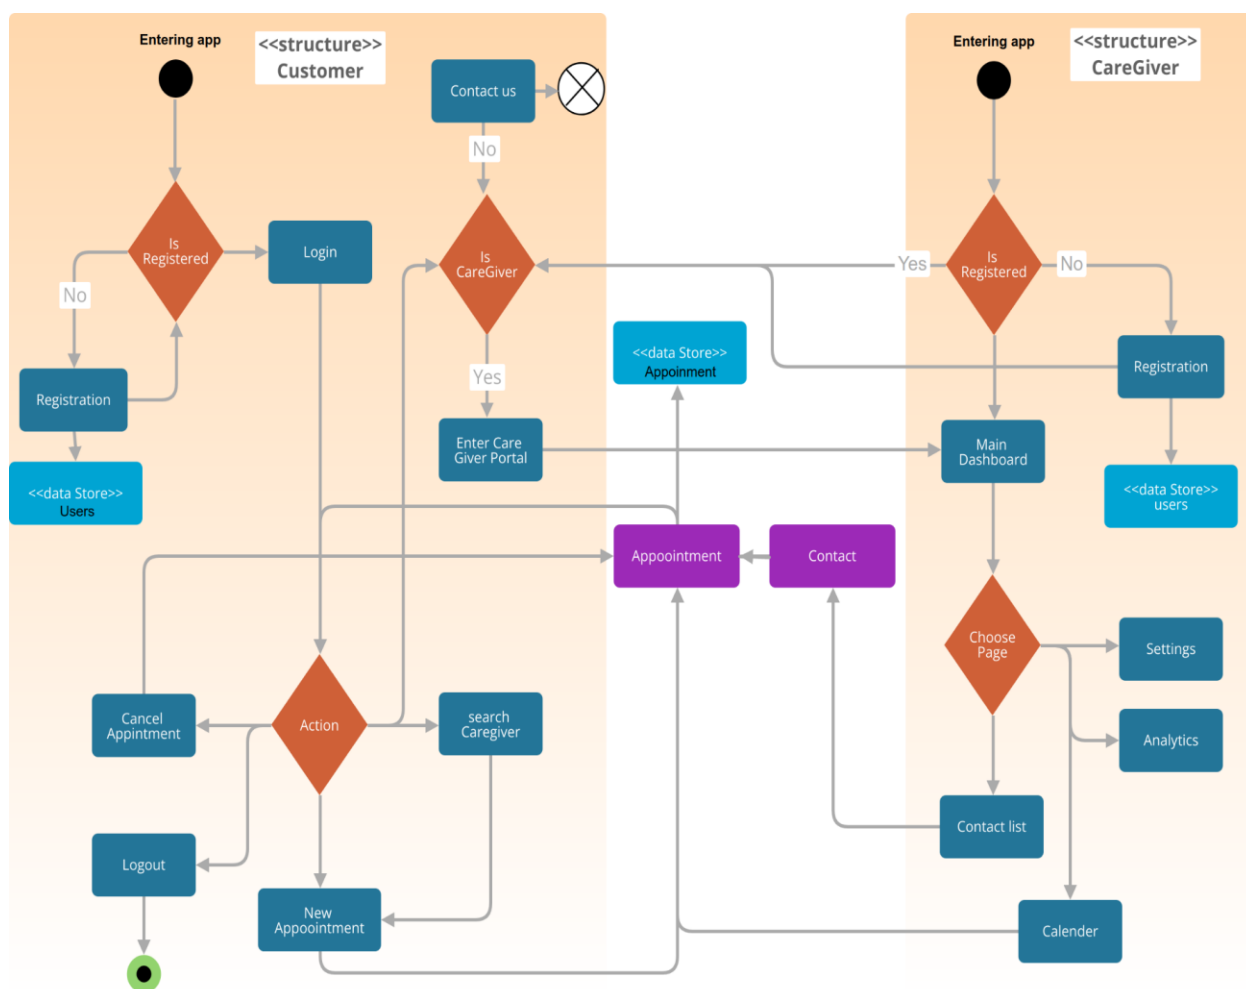 Entering app
<<structure>>
Customer
Contact us
No
Is
Registered
Login
Is
CareGiver
No
Yes
Registration
Enter Care
Giver Portal
<<data Store>>
Users
<<data Store>>
Appoinment
Appoointment
Contact
Cancel
Appintment
Action
search
Caregiver
Logout
New
Appoointment
Entering app
<<structure>>
CareGiver
Yes
Is
Registered
No
Registration
Main
Dashboard
<<data Store>>
users
Choose
Page
Settings
Analytics
Contact list
Calender